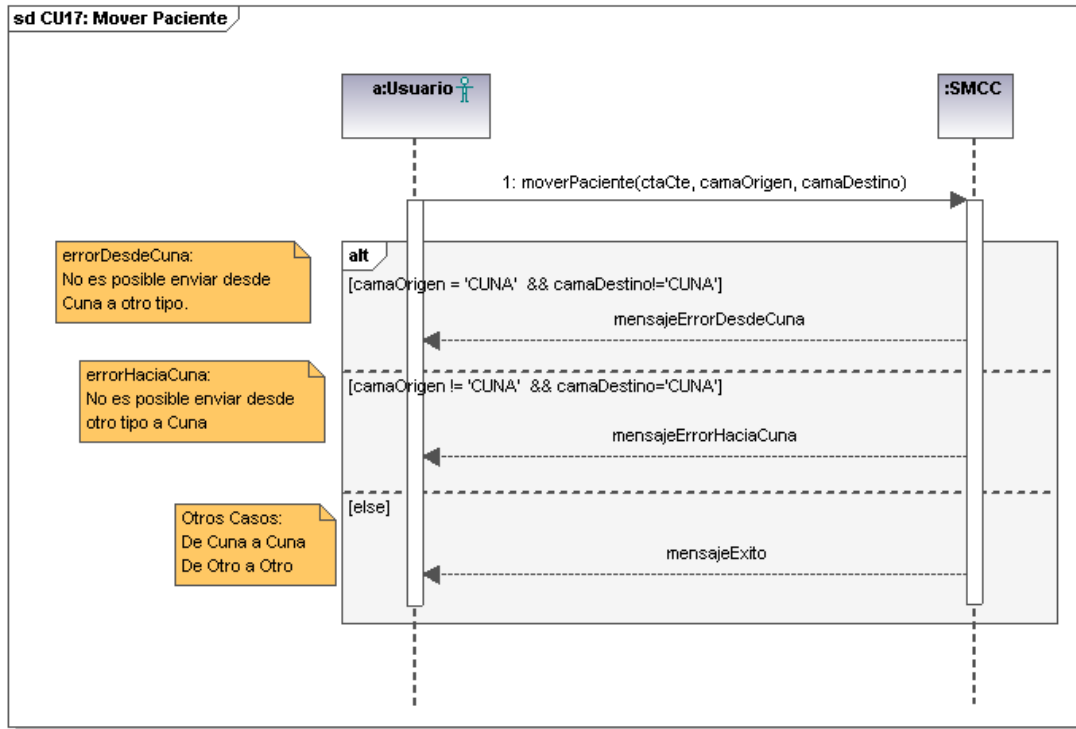 sd CU17: Mover Paciente
a:Usuario
:SMCC
1: moverPaciente(ctaCte, camaOrigen, camaDestino)
errorDesdeCuna:
No es posible enviar desde
Cuna a otro tipo.
alt
[camaOrigen = 'CUNA' && camaDestino!='CUNA']
mensajeErrorDesdeCuna
errorHaciaCuna:
No es posible enviar desde
otro tipo a Cuna
[camaOrigen != 'CUNA' && camaDestino='CUNA']
mensajeErrorHaciaCuna
Otros Casos:
De Cuna a Cuna
De Otro a Otro
[else]
mensajeExito